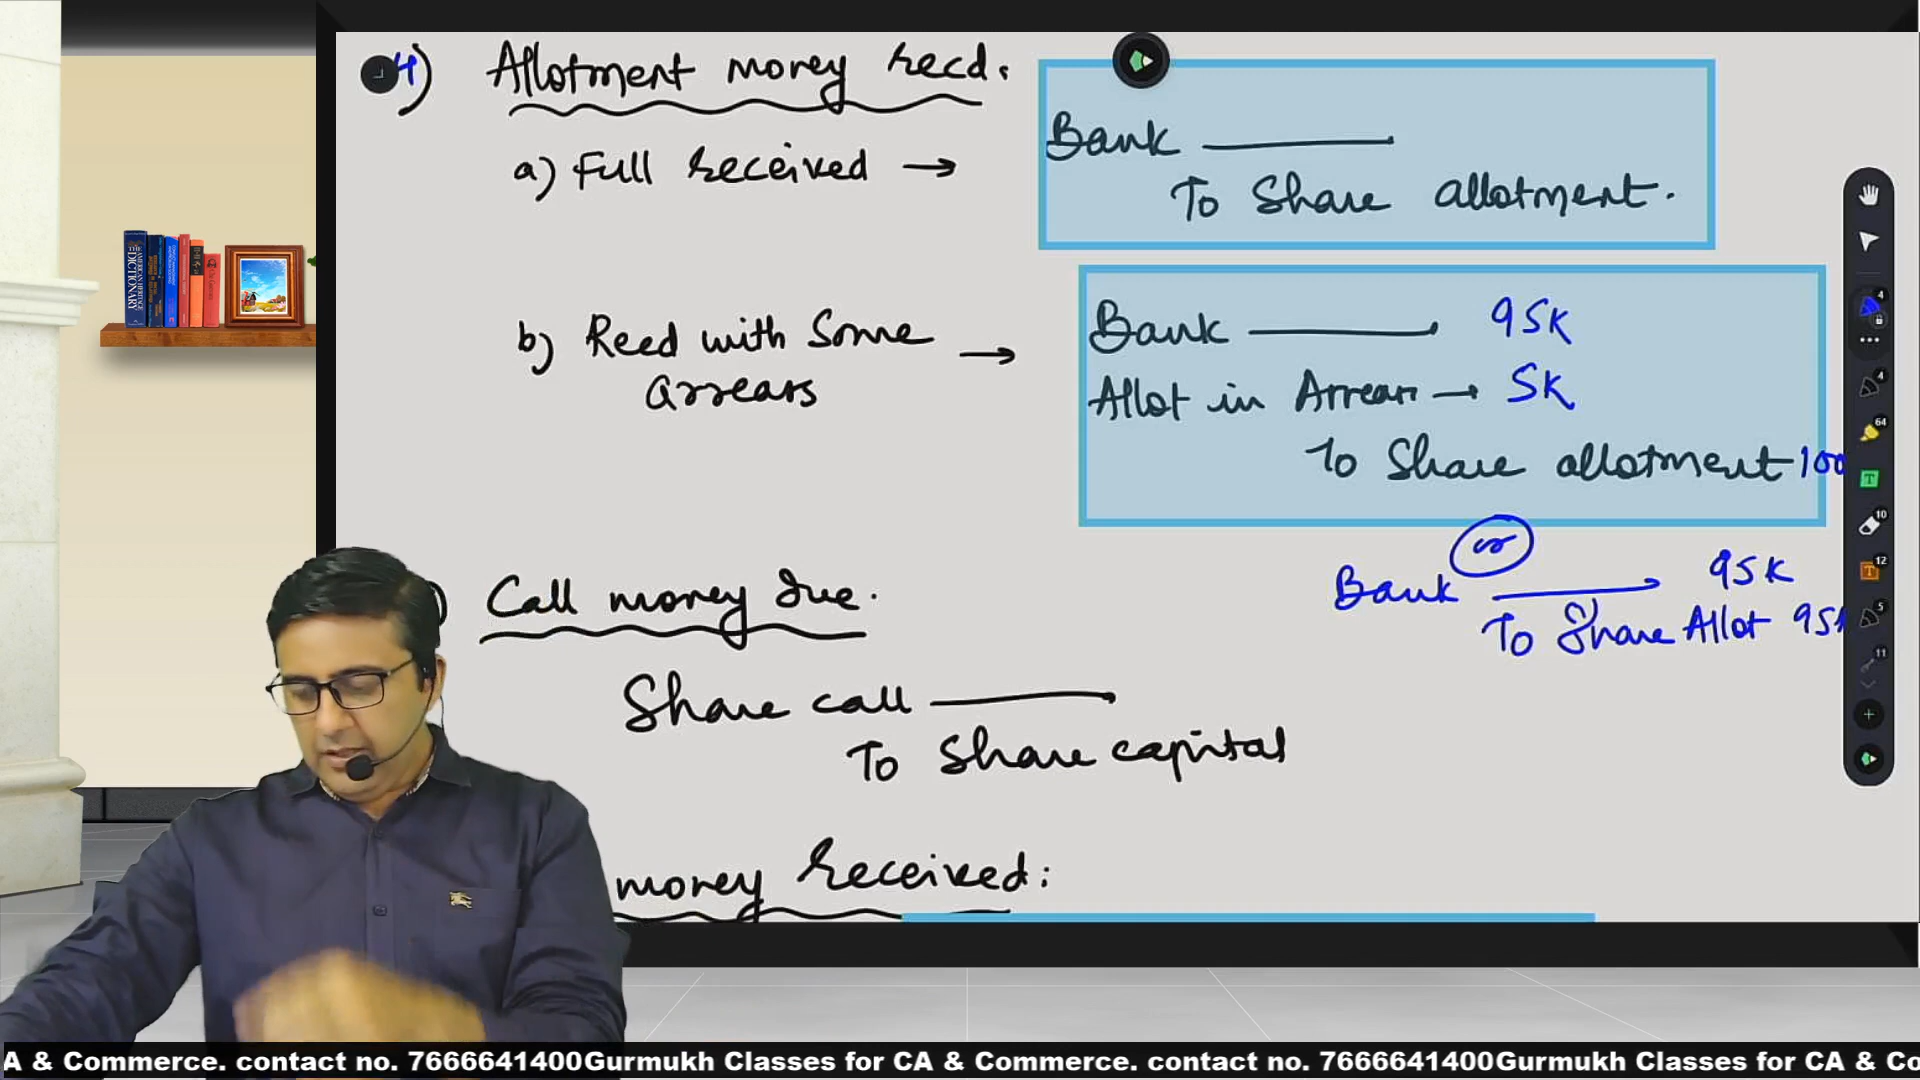 4) Allotment money recd.
a) Full received →
Bank
To Share allotment.
b) Recd with Some
arrears →
Bank 95K
Allot in Arrear → 5K
To Share allotment 100
or
Bank 95K
To Share Allot 95
) Call money due.
Share call
To Share capital
money received:
THE
DICTIONARY
A & Commerce. contact no. 7666641400Gurmukh Classes for CA & Commerce. contact no. 7666641400Gurmukh Classes for CA & Co